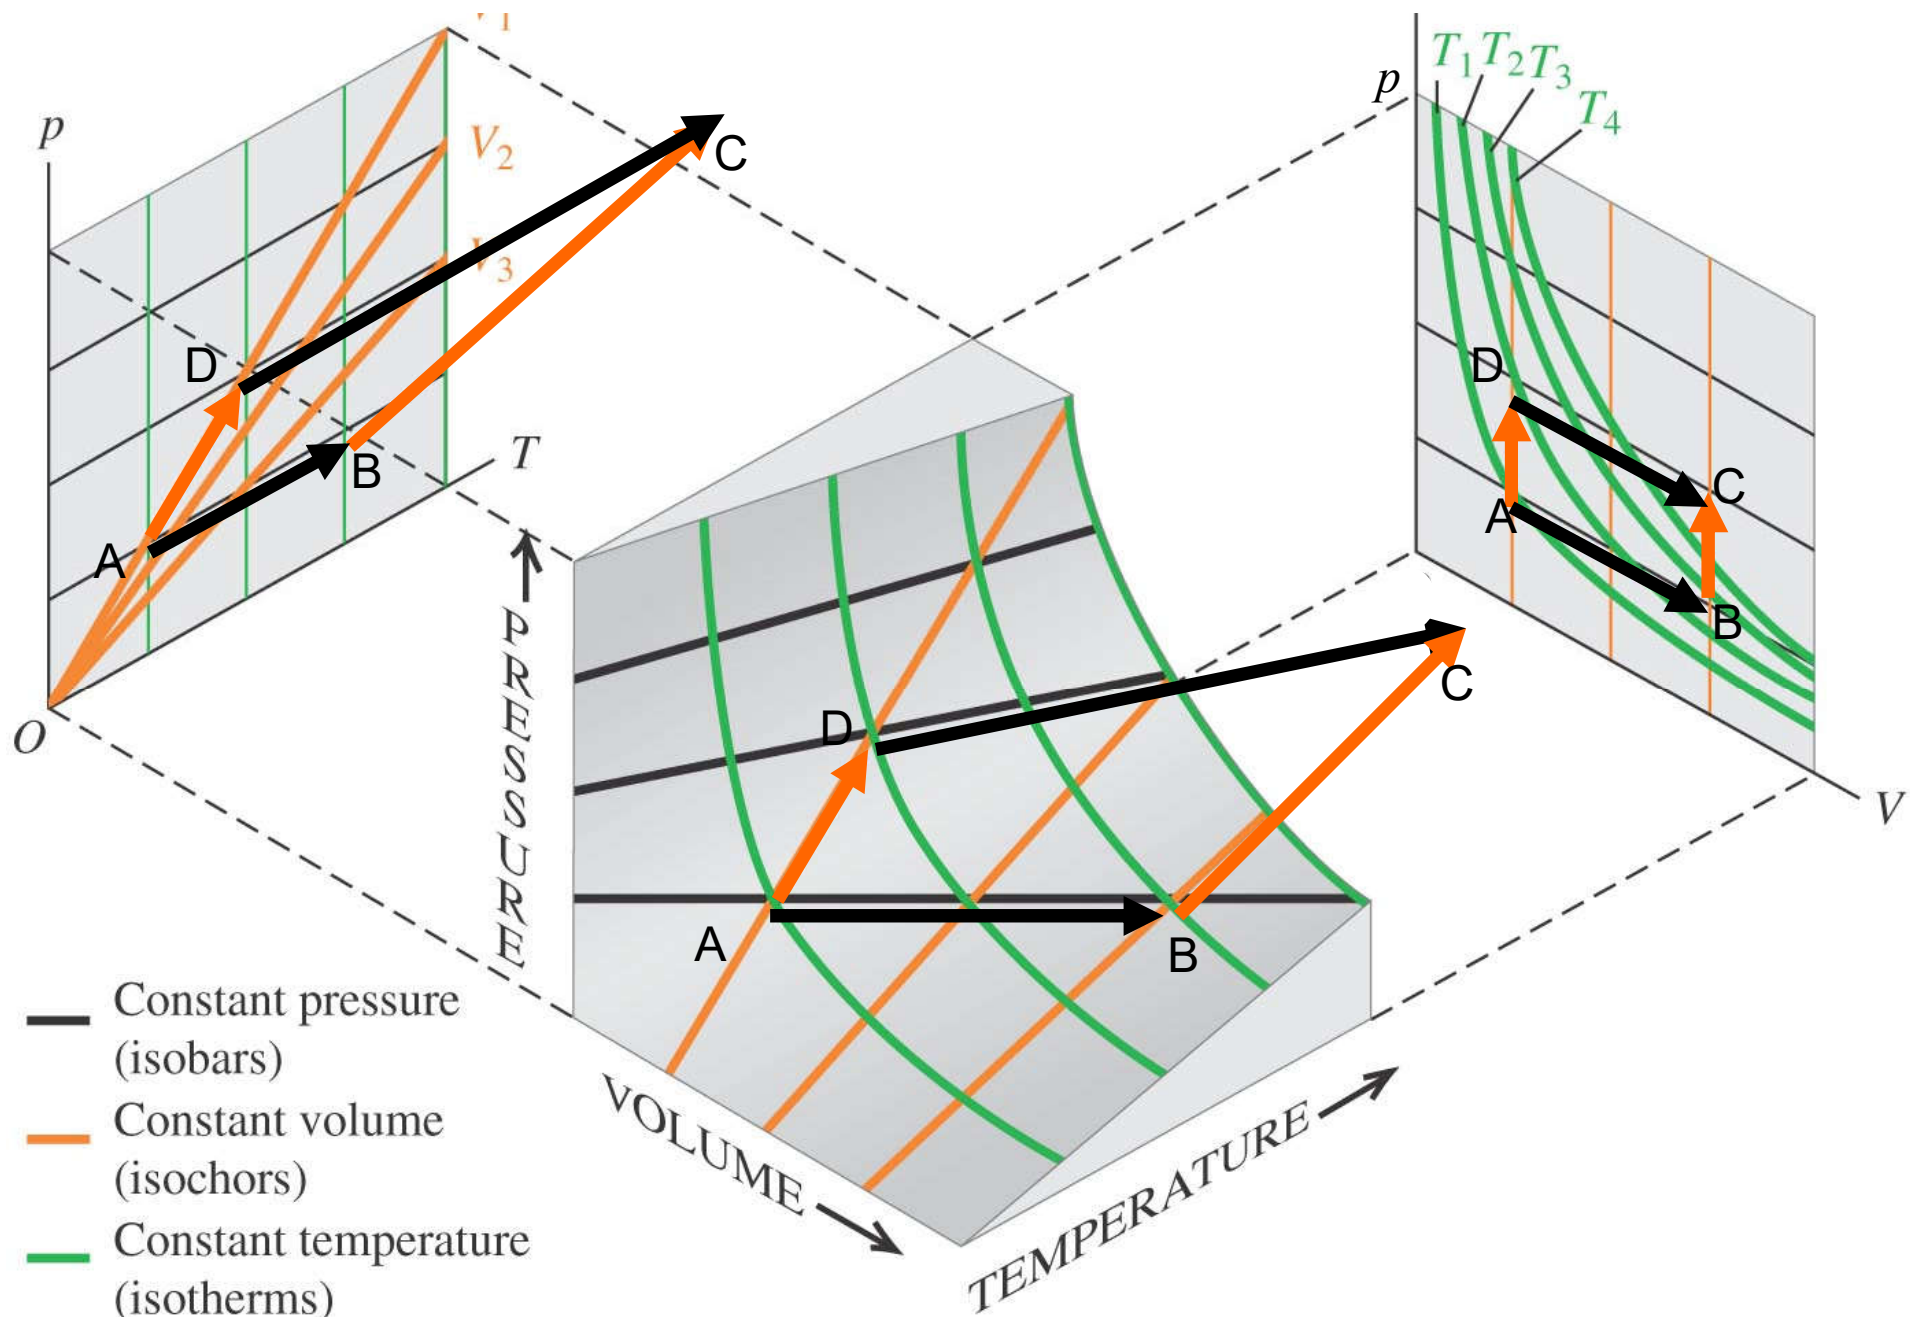 V1
p
V2
V3
D
C
B
A
T
O
p
T1 T2 T3
T4
D
A
C
B
V
PRESSURE
D
C
A
B
VOLUME
TEMPERATURE
Constant pressure
(isobars)
Constant volume
(isochors)
Constant temperature
(isotherms)